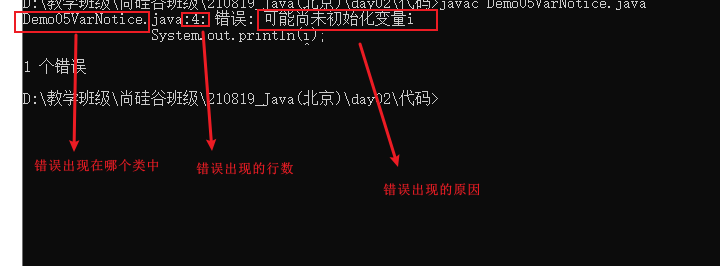 D:\教学班级\尚硅谷班级\210819_Java(北京)\day02\代码>javac Demo05VarNotice.java
Demo05VarNotice.java:4: 错误: 可能尚未初始化变量i
System.out.println(i);
^
1 个错误
D:\教学班级\尚硅谷班级\210819_Java(北京)\day02\代码>
错误出现在哪个类中
错误出现的行数
错误出现的原因